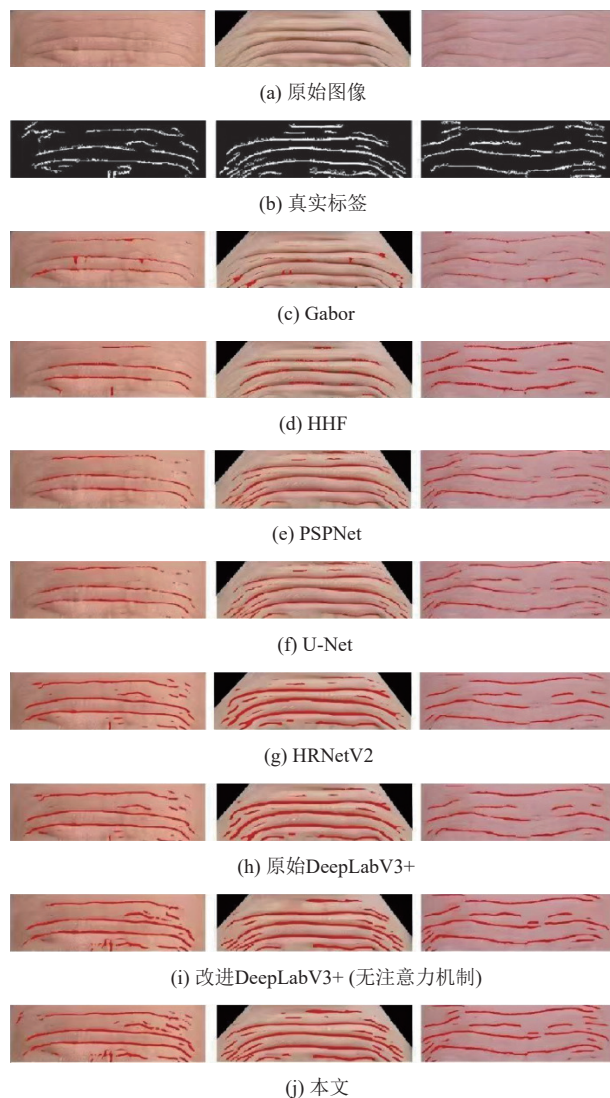 (a) 原始图像
(b) 真实标签
(c) Gabor
(d) HHF
(e) PSPNet
(f) U-Net
(g) HRNetV2
(h) 原始DeepLabV3+
(i) 改进DeepLabV3+ (无注意力机制)
(j) 本文